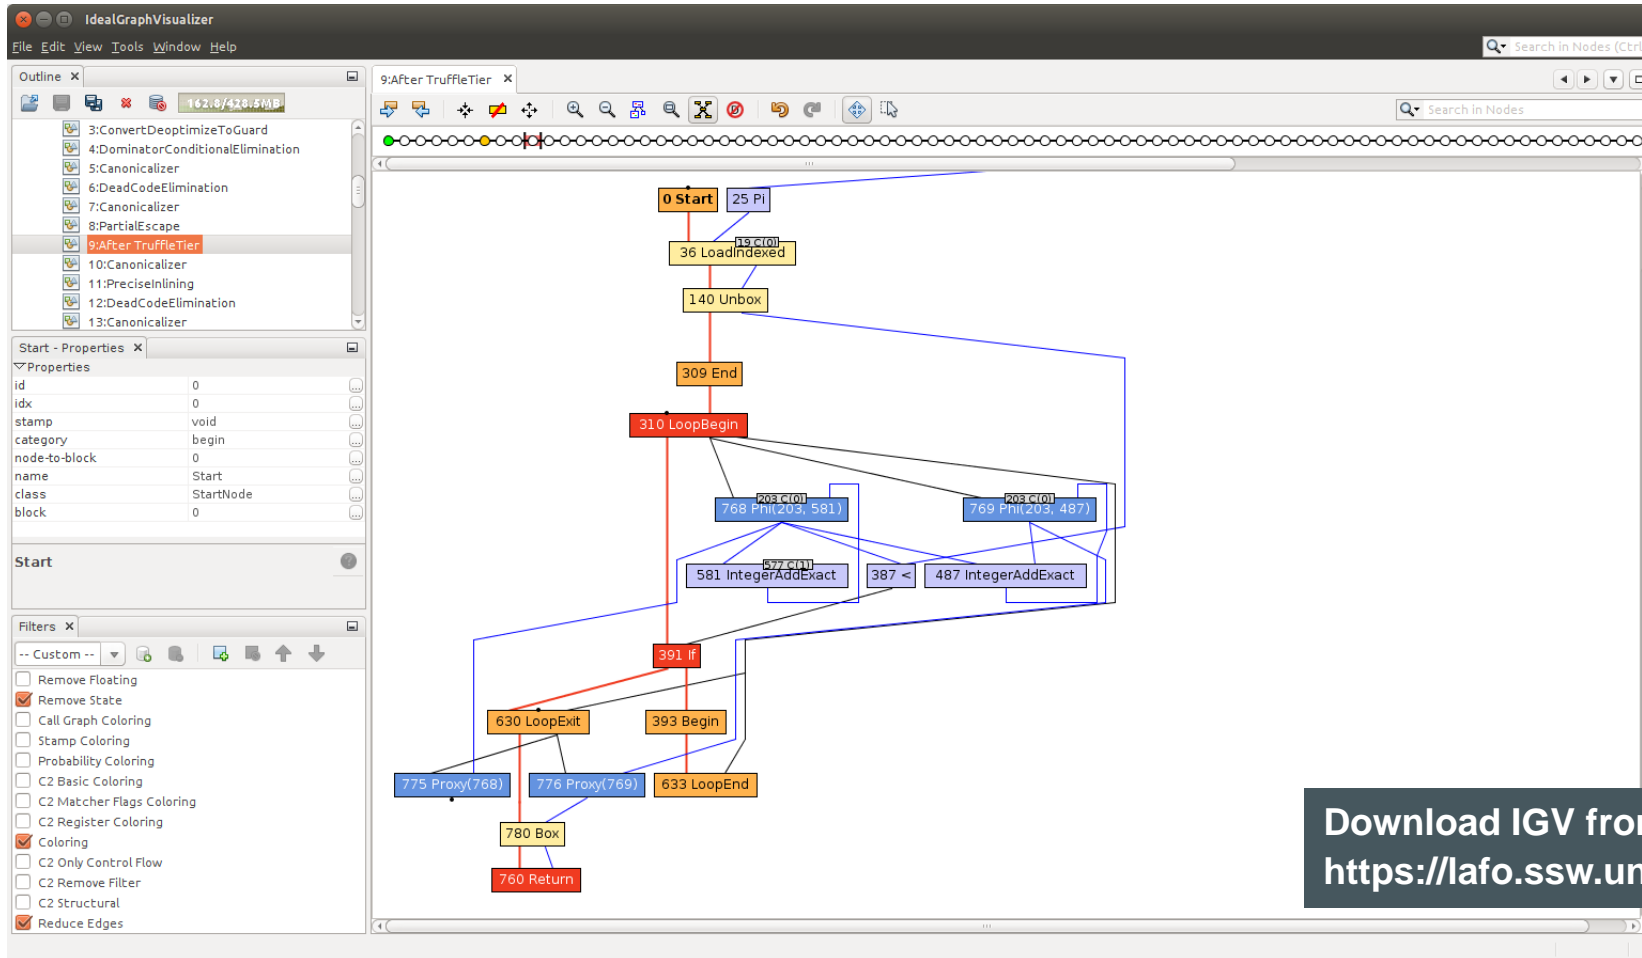 IdealGraphVisualizer
File Edit View Tools Window Help
Search in Nodes (Ctrl
Outline
9:After TruffleTier
162.8/428.5MB
Search in Nodes
3:ConvertDeoptimizeToGuard
4:DominatorConditionalElimination
5:Canonicalizer
6:DeadCodeElimination
7:Canonicalizer
8:PartialEscape
9:After TruffleTier
10:Canonicalizer
11:PreciseInlining
12:DeadCodeElimination
13:Canonicalizer
Start - Properties
Properties
id 0
idx 0
stamp void
category begin
node-to-block 0
name Start
class StartNode
block 0
Start
Filters
-- Custom --
Remove Floating
Remove State
Call Graph Coloring
Stamp Coloring
Probability Coloring
C2 Basic Coloring
C2 Matcher Flags Coloring
C2 Register Coloring
Coloring
C2 Only Control Flow
C2 Remove Filter
C2 Structural
Reduce Edges
0 Start
25 Pi
19 C(0)
36 LoadIndexed
140 Unbox
309 End
310 LoopBegin
203 C(0)
768 Phi(203, 581)
203 C(0)
769 Phi(203, 487)
577 C(1)
581 IntegerAddExact
387 <
487 IntegerAddExact
391 If
630 LoopExit
393 Begin
775 Proxy(768)
776 Proxy(769)
633 LoopEnd
780 Box
760 Return
Download IGV from
https://lafo.ssw.un